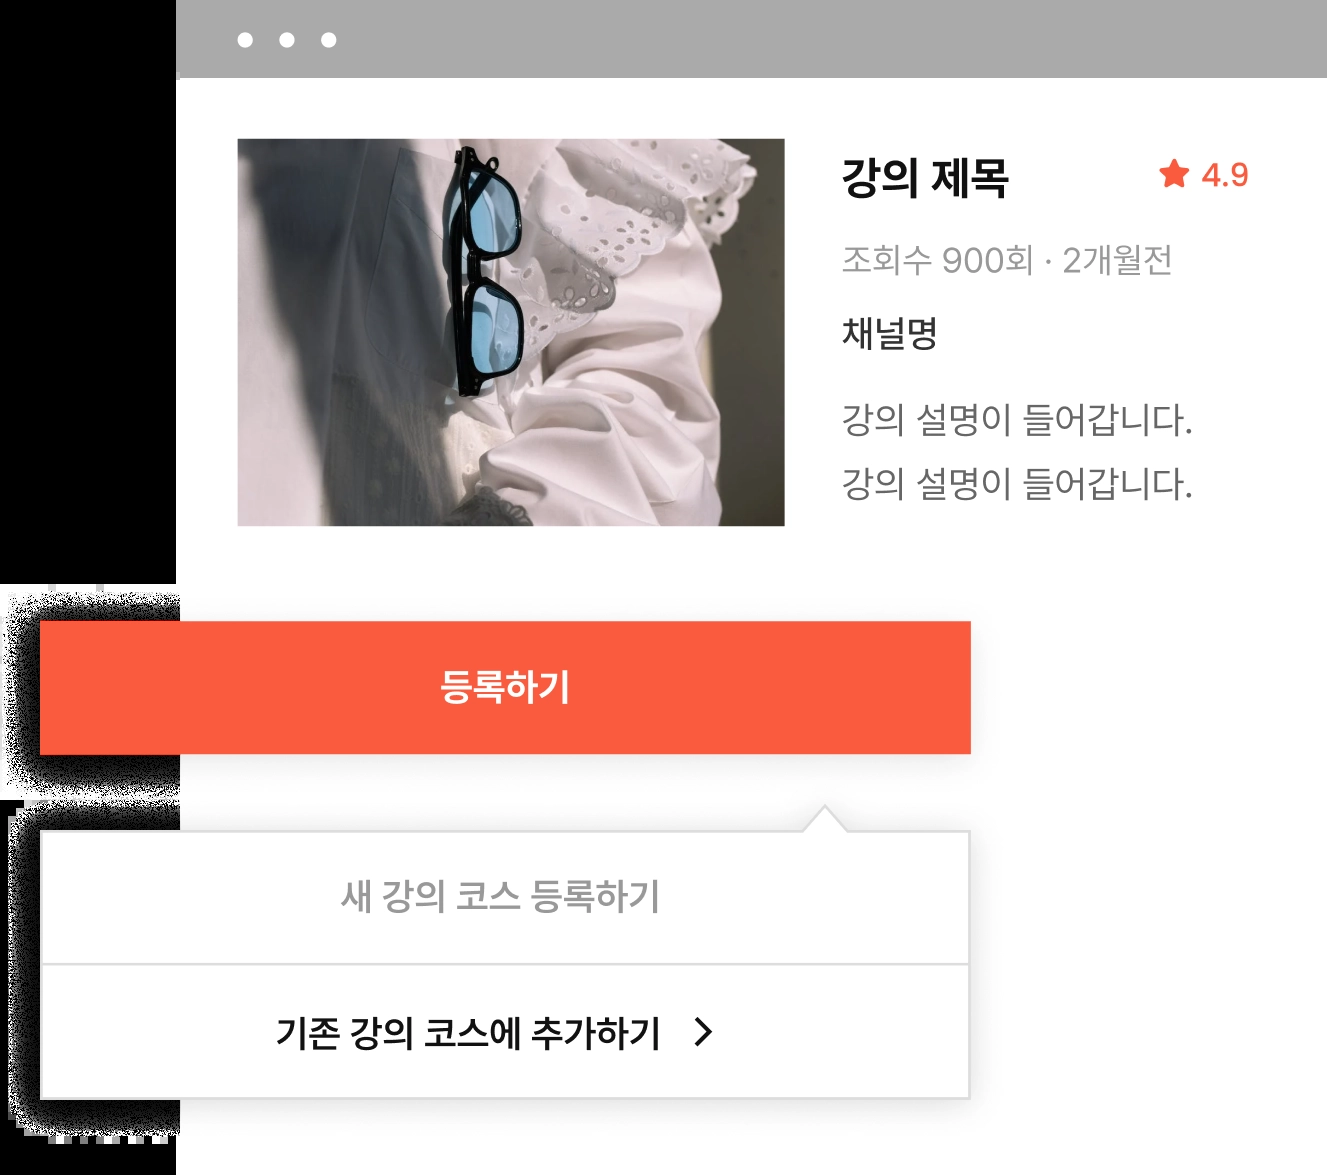 강의 제목
4.9
조회수 900회 · 2개월전
채널명
강의 설명이 들어갑니다.
강의 설명이 들어갑니다.
등록하기
새 강의 코스 등록하기
기존 강의 코스에 추가하기